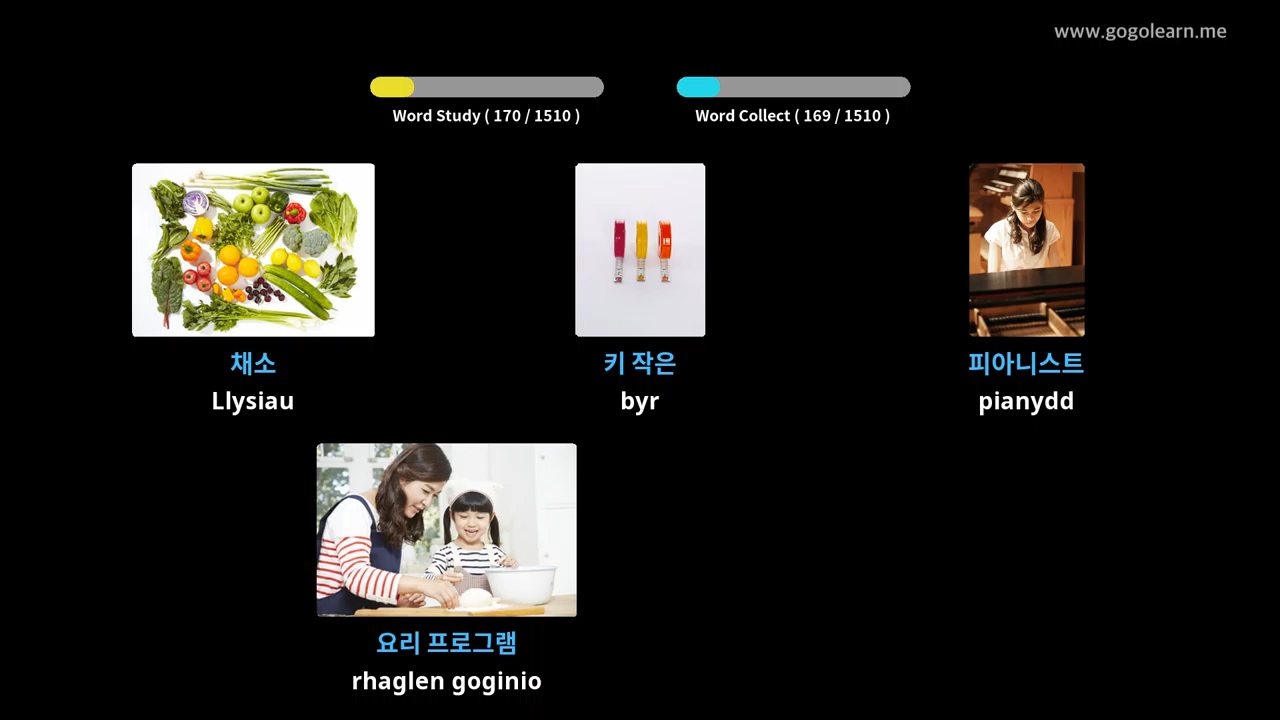 www.gogolearn.me
Word Study ( 170 / 1510 )
Word Collect ( 169 / 1510 )
채소
Llysiau
키 작은
byr
피아니스트
pianydd
요리 프로그램
rhaglen goginio